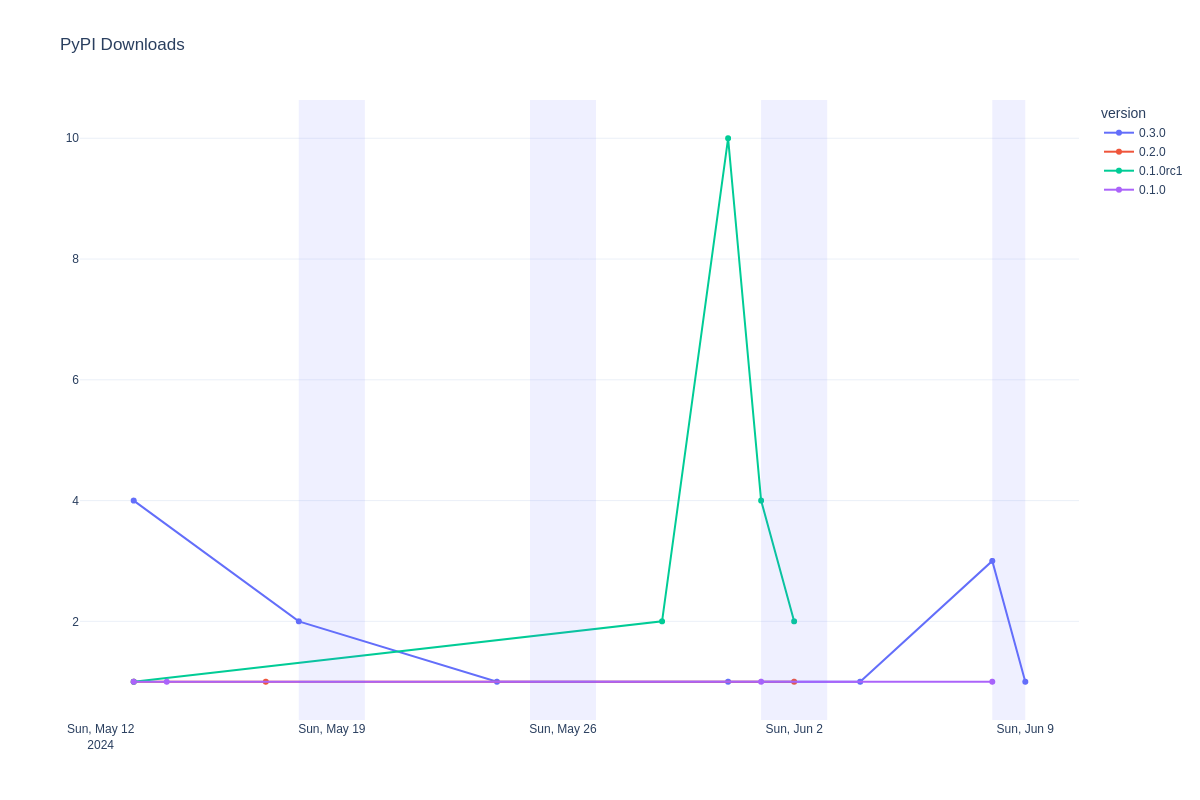 PyPI Downloads
version
0.3.0
0.2.0
0.1.0rc1
0.1.0
10
8
6
4
2
Sun, May 12
2024
Sun, May 19
Sun, May 26
Sun, Jun 2
Sun, Jun 9